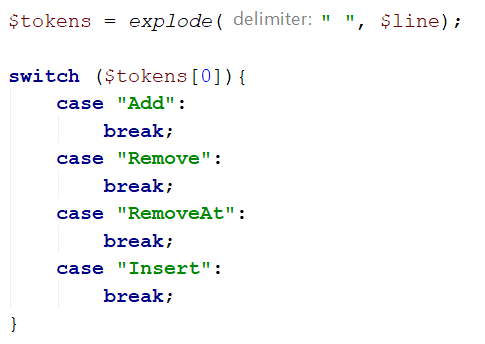 $tokens = explode( delimiter: " ", $line);
switch ($tokens[0]){
    case "Add":
        break;
    case "Remove":
        break;
    case "RemoveAt":
        break;
    case "Insert":
        break;
}